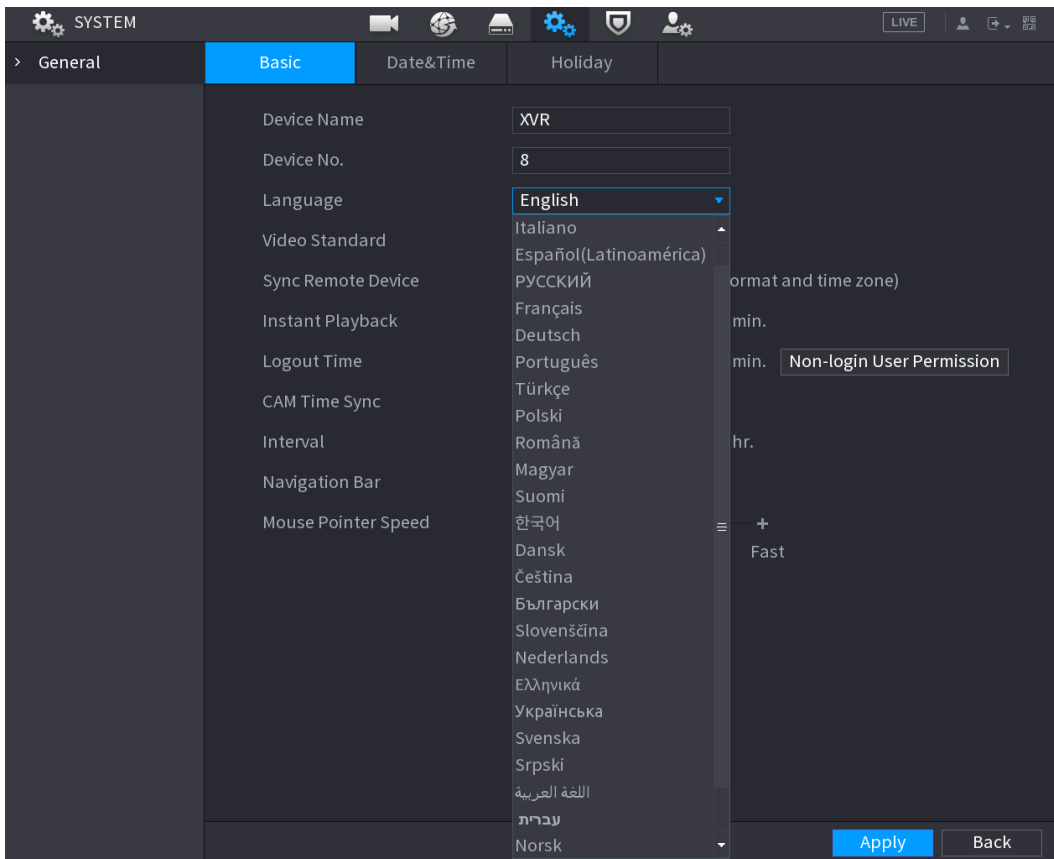 SYSTEM
LIVE
General
Basic
Date&Time
Holiday
Device Name
XVR
Device No.
8
Language
English
Italiano
Video Standard
Español(Latinoamérica)
Sync Remote Device
РУССКИЙ
ormat and time zone)
Français
Instant Playback
min.
Deutsch
Logout Time
Português
min.
Non-login User Permission
Türkçe
CAM Time Sync
Polski
Interval
Română
hr.
Magyar
Navigation Bar
Suomi
Mouse Pointer Speed
한국어
Dansk
Fast
Čeština
Български
Slovenščina
Nederlands
Ελληνικά
Українська
Svenska
Srpski
اللغة العربية
עברית
Norsk
Apply
Back